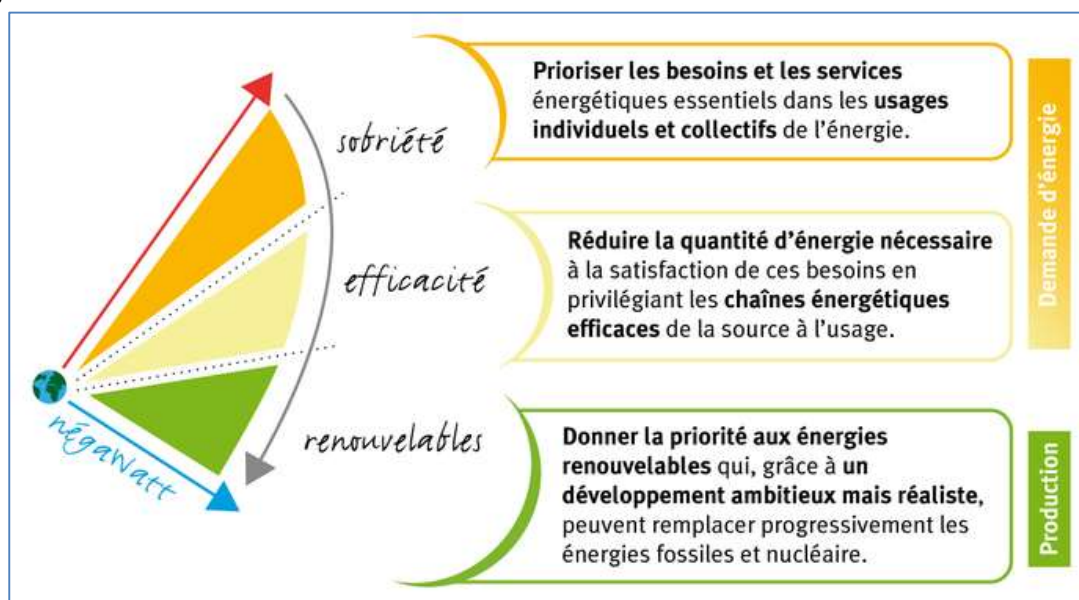 Prioriser les besoins et les services
énergétiques essentiels dans les usages
individuels et collectifs de l'énergie.
sobriété
Demande d'énergie
efficacité
Réduire la quantité d'énergie nécessaire
à la satisfaction de ces besoins en
privilégiant les chaînes énergétiques
efficaces de la source à l'usage.
négaWatt
renouvelables
Donner la priorité aux énergies
renouvelables qui, grâce à un
développement ambitieux mais réaliste,
peuvent remplacer progressivement les
énergies fossiles et nucléaire.
Production